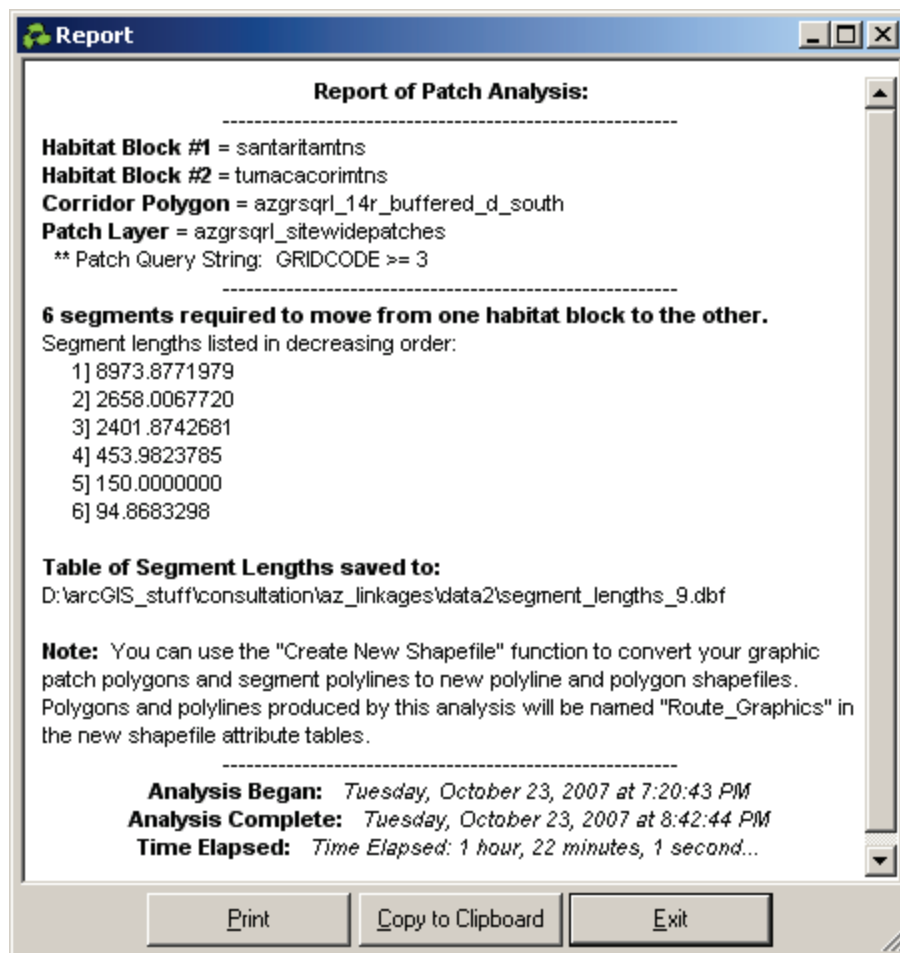 Report
Report of Patch Analysis:
--------------------------------------------------------
Habitat Block #1 = santaritamtns
Habitat Block #2 = tumacacorimtns
Corridor Polygon = azgrsqrl_14r_buffered_d_south
Patch Layer = azgrsqrl_sitewidepatches
** Patch Query String:  GRIDCODE >= 3
--------------------------------------------------------
6 segments required to move from one habitat block to the other.
Segment lengths listed in decreasing order:
1] 8973.8771979
2] 2658.0067720
3] 2401.8742681
4] 453.9823785
5] 150.0000000
6] 94.8683298
Table of Segment Lengths saved to:
D:\arcGIS_stuff\consultation\az_linkages\data2\segment_lengths_9.dbf
Note:  You can use the "Create New Shapefile" function to convert your graphic
patch polygons and segment polylines to new polyline and polygon shapefiles.
Polygons and polylines produced by this analysis will be named "Route_Graphics" in
the new shapefile attribute tables.
--------------------------------------------------------
Analysis Began:   Tuesday, October 23, 2007 at 7:20:43 PM
Analysis Complete:   Tuesday, October 23, 2007 at 8:42:44 PM
Time Elapsed:   Time Elapsed: 1 hour, 22 minutes, 1 second...
Print
Copy to Clipboard
Exit